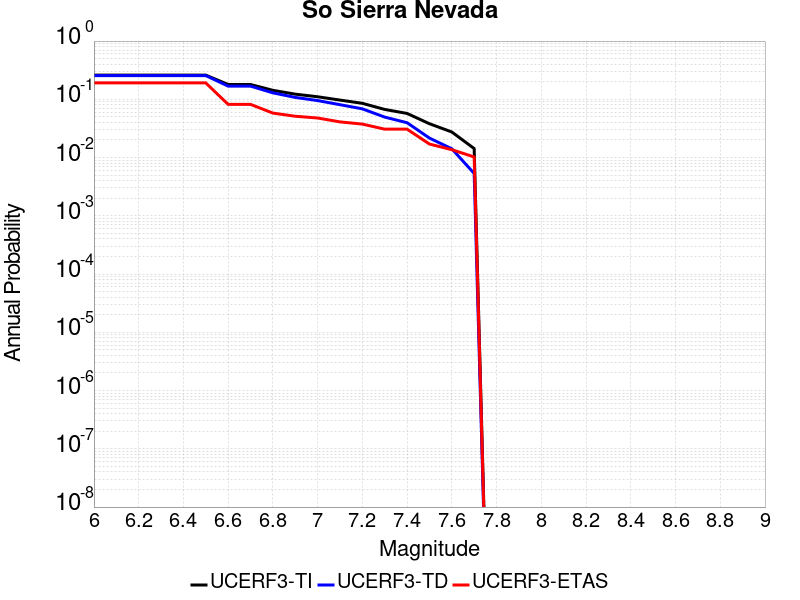 So Sierra Nevada
10^0
10^-1
10^-2
10^-3
10^-4
10^-5
10^-6
10^-7
10^-8
Annual Probability
6 6.2 6.4 6.6 6.8 7 7.2 7.4 7.6 7.8 8 8.2 8.4 8.6 8.8 9
Magnitude
UCERF3-TI UCERF3-TD UCERF3-ETAS